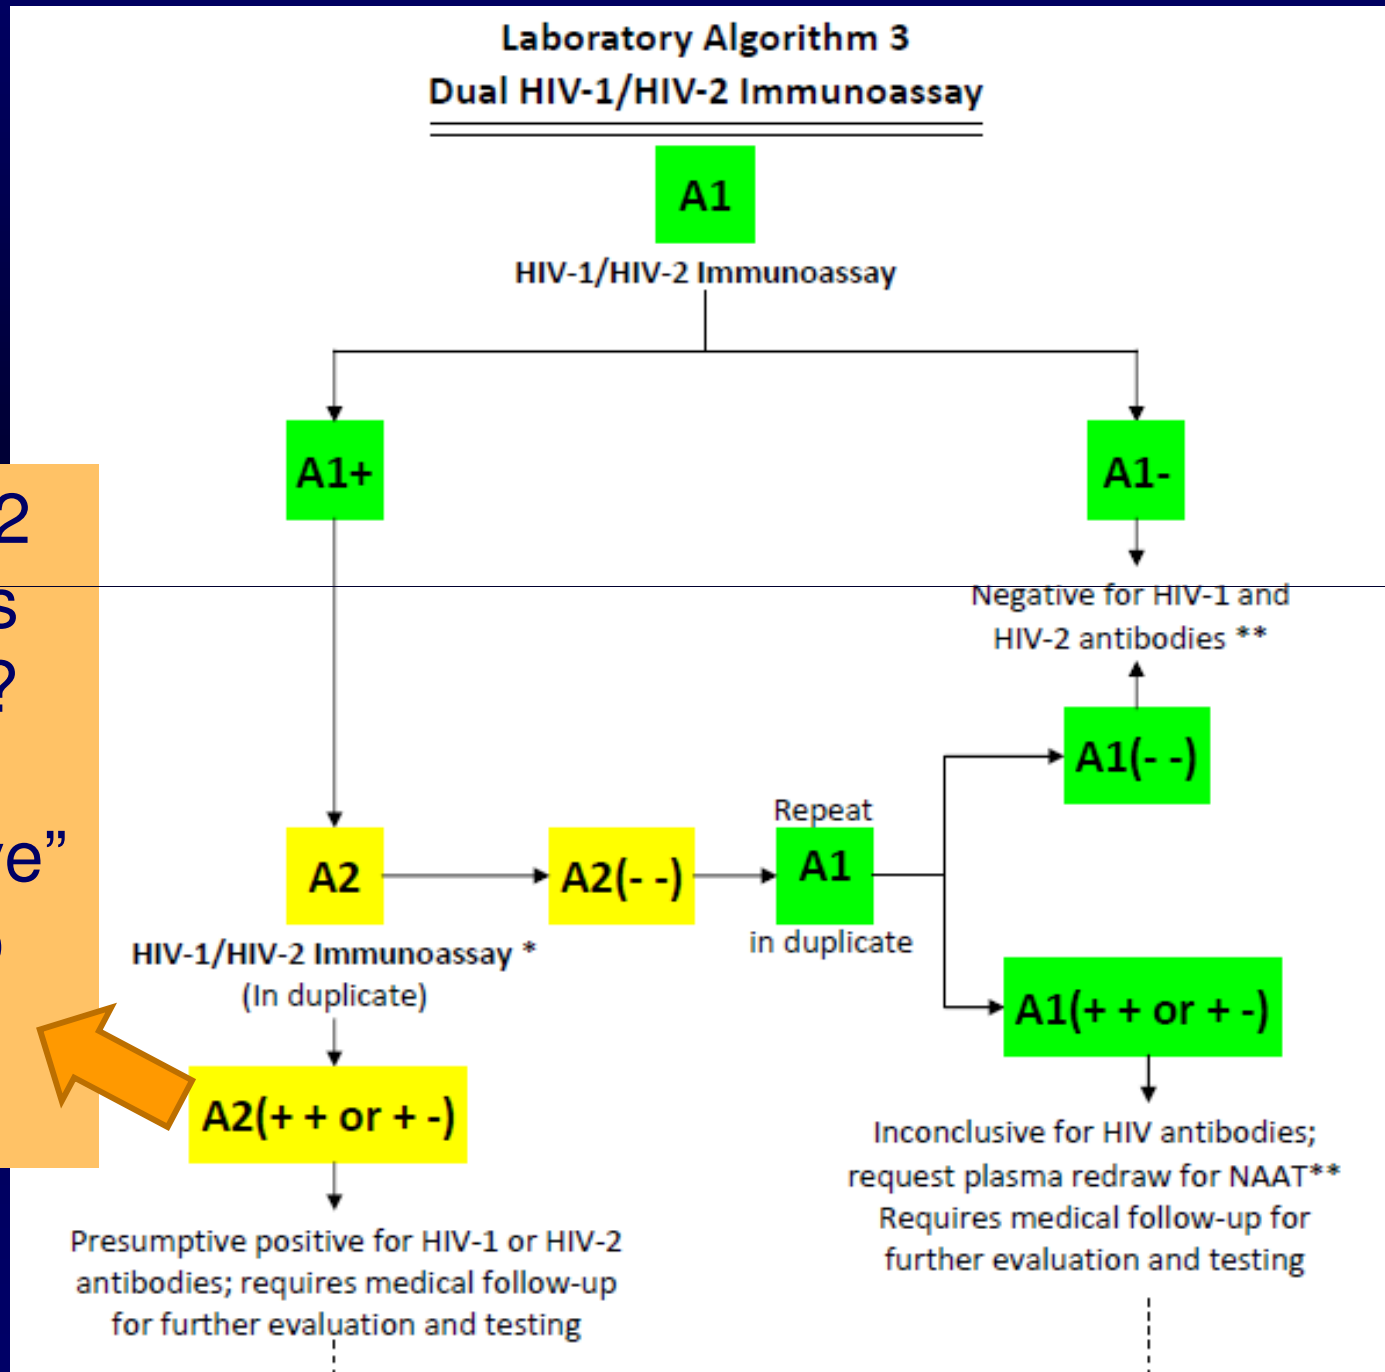 Laboratory Algorithm 3
Dual HIV-1/HIV-2 Immunoassay
A1
HIV-1/HIV-2 Immunoassay
A1+
A1-
Negative for HIV-1 and
HIV-2 antibodies **
A1(- -)
A2
HIV-1/HIV-2 Immunoassay *
(In duplicate)
A2(- -)
Repeat
A1
in duplicate
A1(+ + or + -)
Inconclusive for HIV antibodies;
request plasma redraw for NAAT**
Requires medical follow-up for
further evaluation and testing
A2(+ + or + -)
Presumptive positive for HIV-1 or HIV-2
antibodies; requires medical follow-up
for further evaluation and testing
2
s
?
ve”